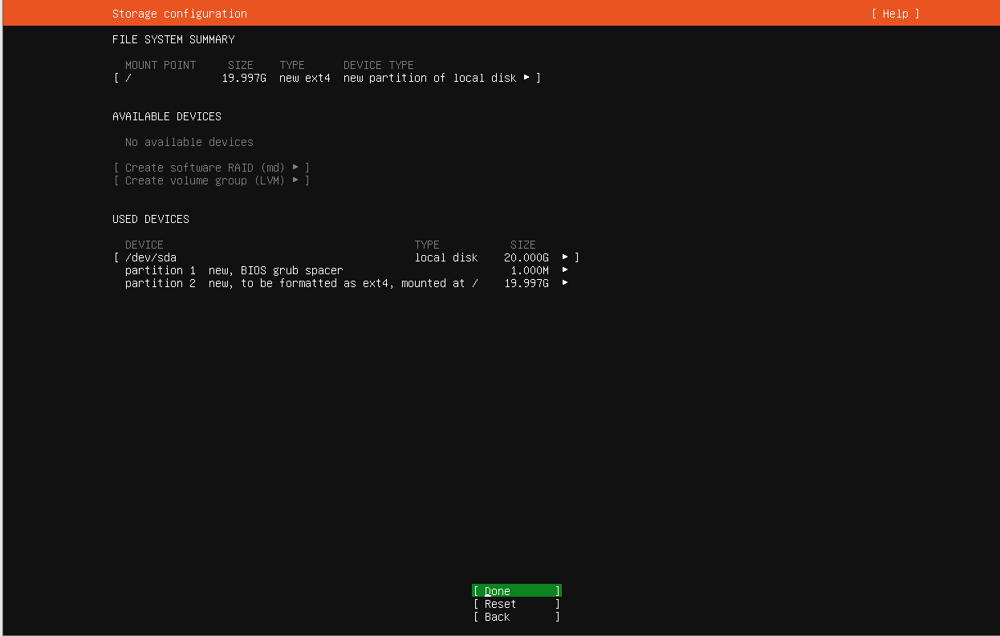 Storage configuration [ Help ]
FILE SYSTEM SUMMARY
MOUNT POINT SIZE TYPE DEVICE TYPE
[ / 19.997G new ext4 new partition of local disk ▸ ]
AVAILABLE DEVICES
No available devices
[ Create software RAID (md) ▸ ]
[ Create volume group (LVM) ▸ ]
USED DEVICES
DEVICE TYPE SIZE
[ /dev/sda local disk 20.000G ▸ ]
partition 1 new, BIOS grub spacer 1.000M ▸
partition 2 new, to be formatted as ext4, mounted at / 19.997G ▸
[ Done ]
[ Reset ]
[ Back ]